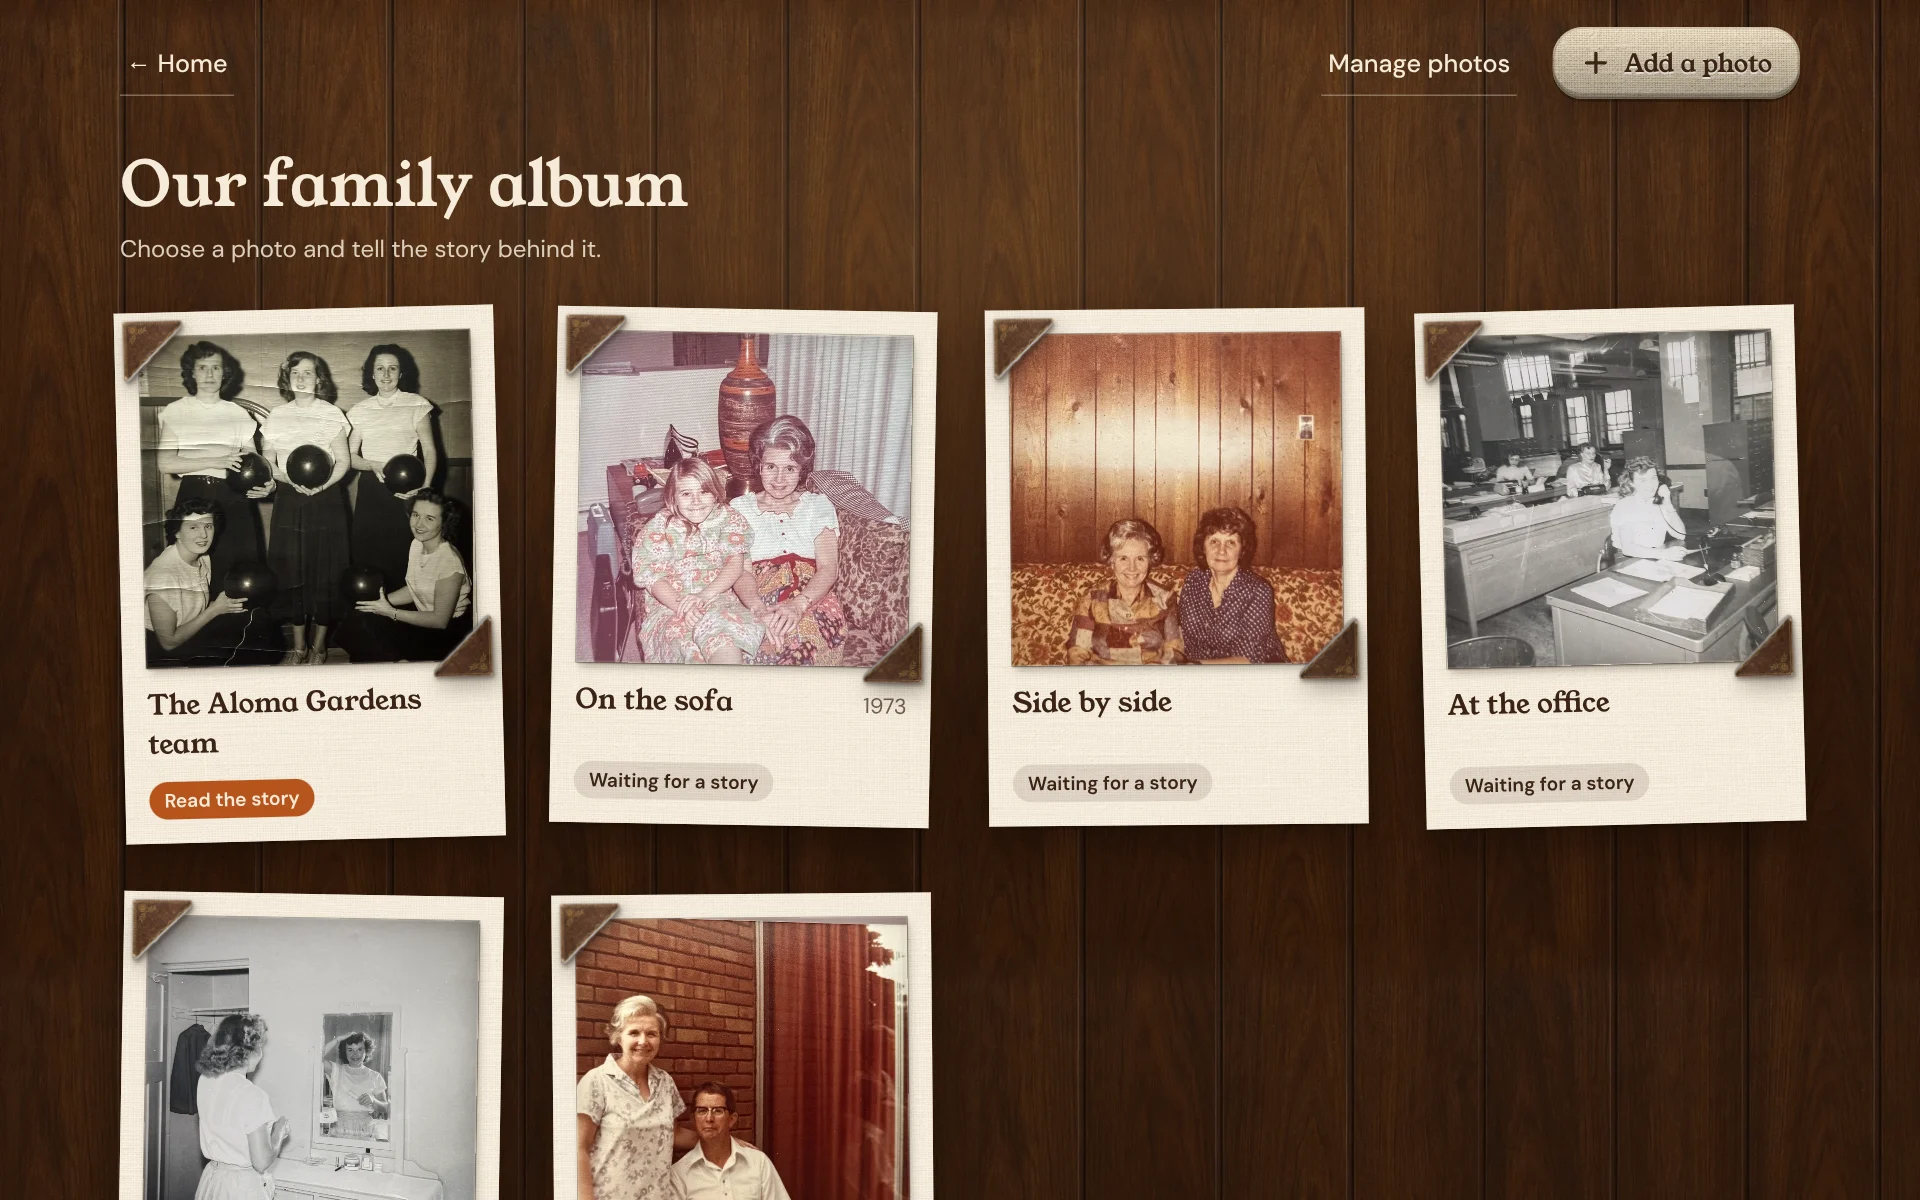 ← Home
Manage photos
+ Add a photo
Our family album
Choose a photo and tell the story behind it.
The Aloma Gardens
team
Read the story
On the sofa
1973
Waiting for a story
Side by side
Waiting for a story
At the office
Waiting for a story